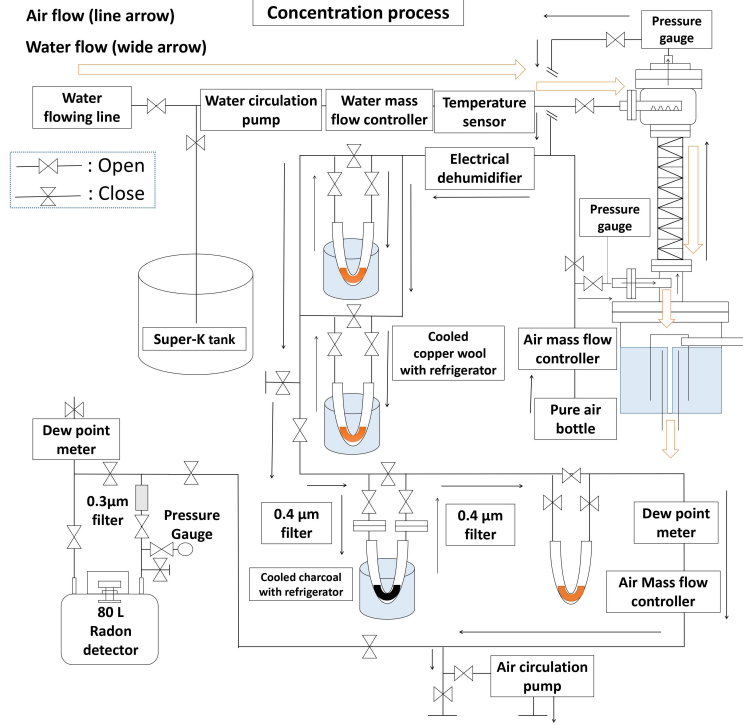 Air flow (line arrow)
Concentration process
Pressure
gauge
Water flow (wide arrow)
Water
flowing line
Water circulation
pump
Water mass
flow controller
Temperature
sensor
: Open
: Close
Electrical
dehumidifier
Pressure
gauge
Super-K tank
Cooled
copper wool
with refrigerator
Air mass flow
controller
Pure air
bottle
Dew point
meter
0.3μm
filter
Pressure
Gauge
0.4 μm
filter
0.4 μm
filter
Dew point
meter
Cooled charcoal
with refrigerator
Air Mass flow
controller
80 L
Radon
detector
Air circulation
pump